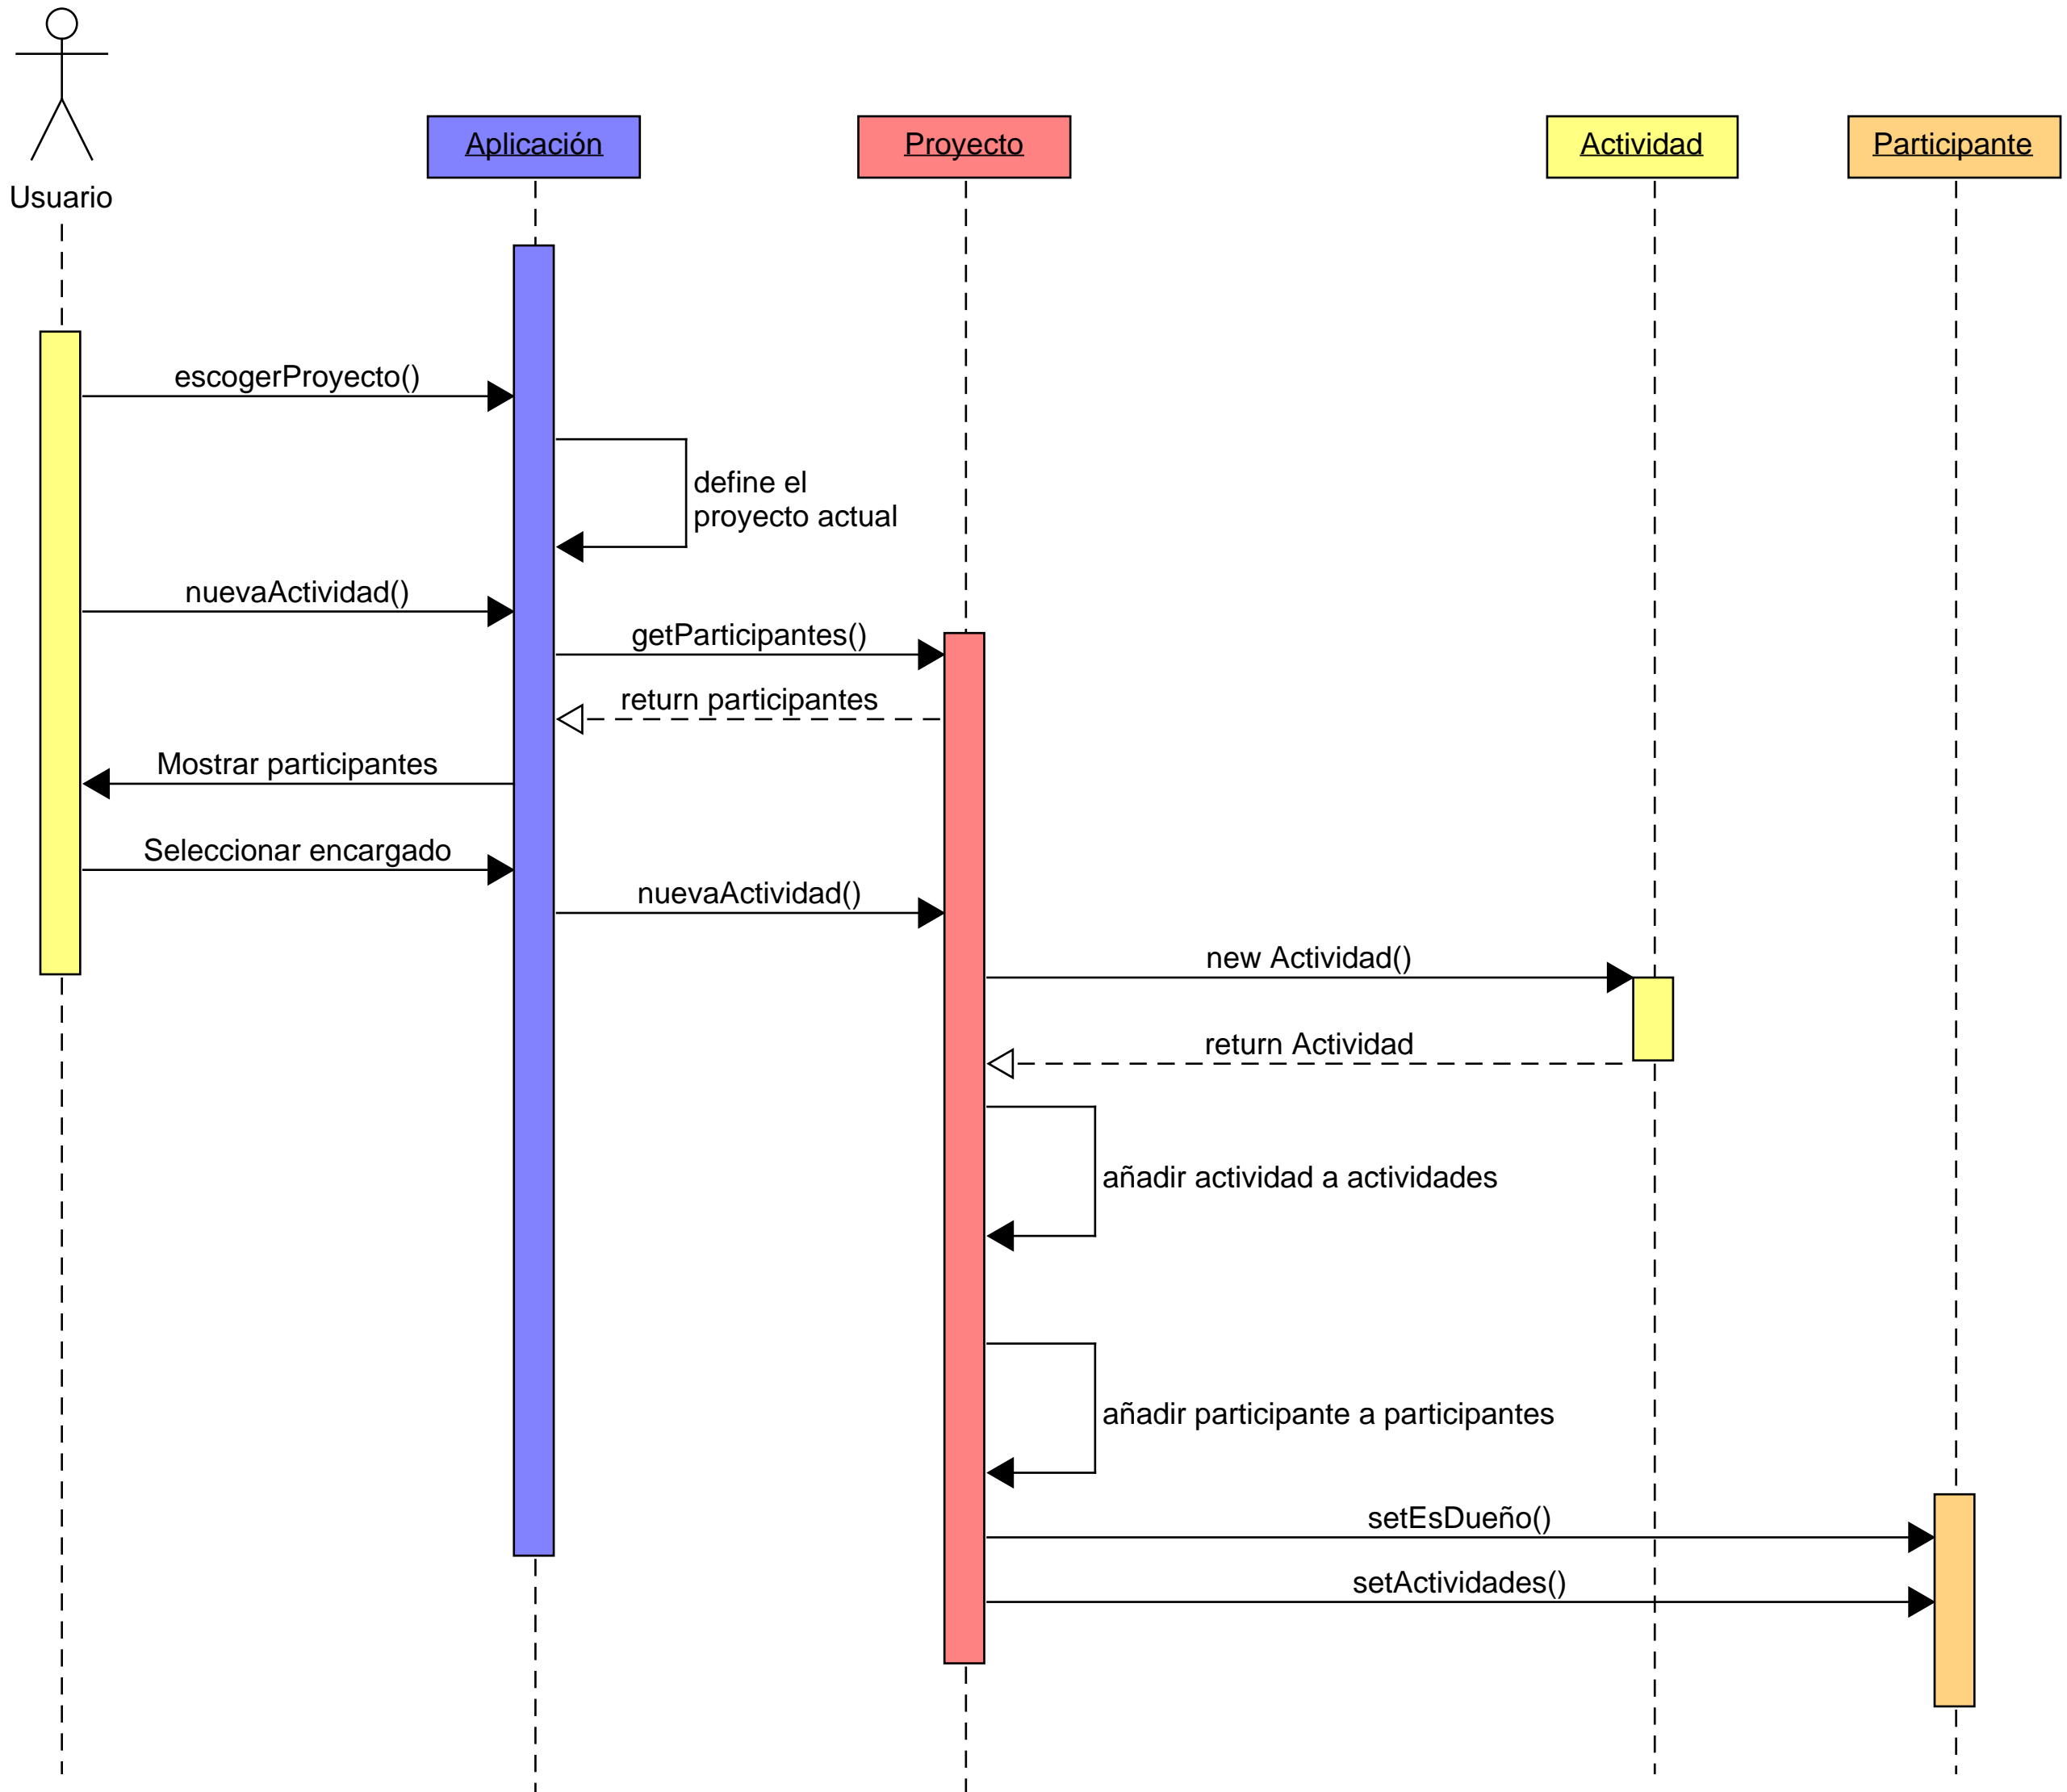 Usuario
Aplicación
Proyecto
Actividad
Participante
escogerProyecto()
define el
proyecto actual
nuevaActividad()
getParticipantes()
return participantes
Mostrar participantes
Seleccionar encargado
nuevaActividad()
new Actividad()
return Actividad
añadir actividad a actividades
añadir participante a participantes
setEsDueño()
setActividades()